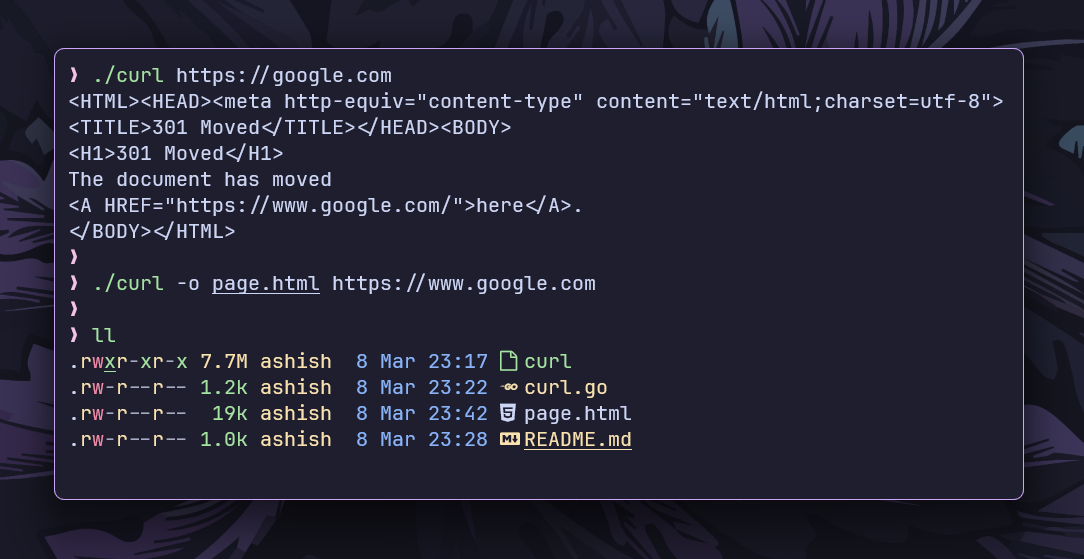 ❫ ./curl https://google.com
<HTML><HEAD><meta http-equiv="content-type" content="text/html;charset=utf-8">
<TITLE>301 Moved</TITLE></HEAD><BODY>
<H1>301 Moved</H1>
The document has moved
<A HREF="https://www.google.com/">here</A>.
</BODY></HTML>
❫
❫ ./curl -o page.html https://www.google.com
❫
❫ ll
.rwxr-xr-x 7.7M ashish  8 Mar 23:17 curl
.rw-r--r-- 1.2k ashish  8 Mar 23:22 GO curl.go
.rw-r--r--  19k ashish  8 Mar 23:42 5 page.html
.rw-r--r-- 1.0k ashish  8 Mar 23:28 M↓ README.md